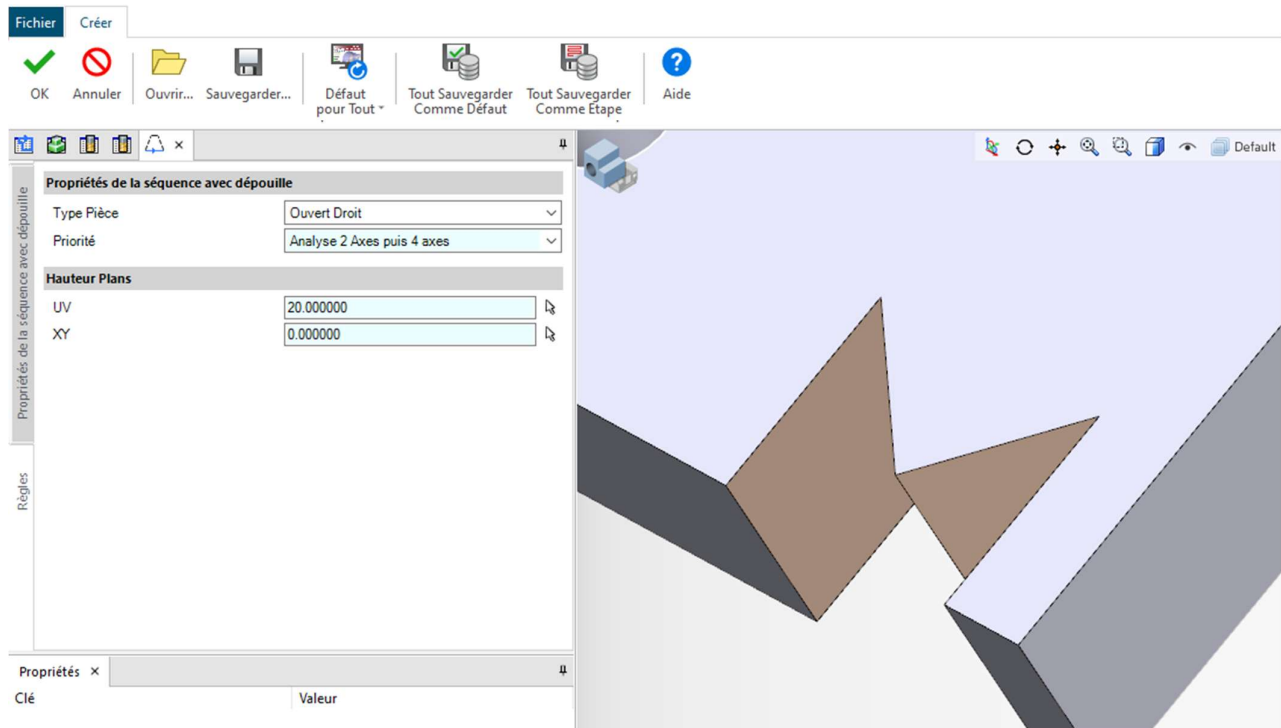 Fichier
Créer
OK
Annuler
Ouvrir...
Sauvegarder...
Défaut
pour Tout
Tout Sauvegarder
Comme Défaut
Tout Sauvegarder
Comme Etape
Aide
Propriétés de la séquence avec dépouille
Règles
Propriétés de la séquence avec dépouille
Type Pièce
Ouvert Droit
Priorité
Analyse 2 Axes puis 4 axes
Hauteur Plans
UV
20.000000
XY
0.000000
Propriétés
Clé
Valeur
Default